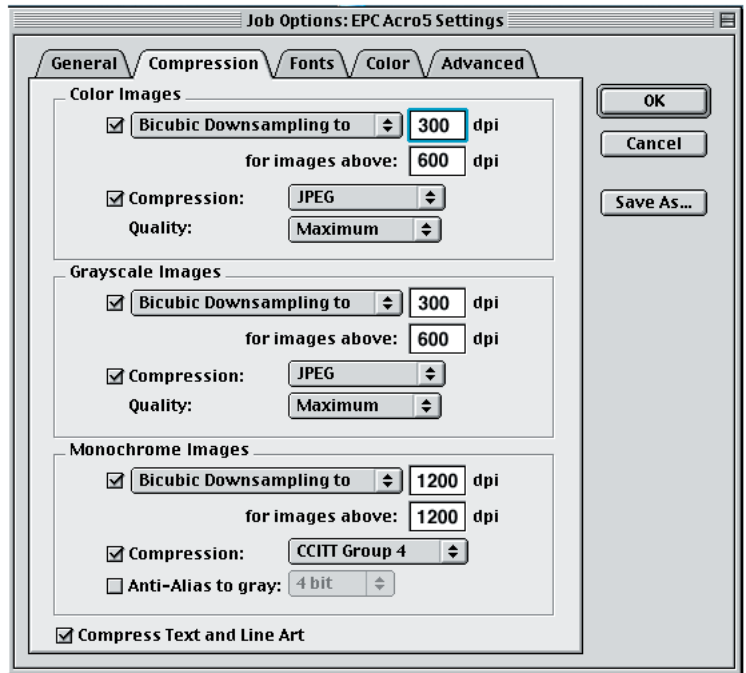 Job Options: EPC Acro5 Settings
General Compression Fonts Color Advanced
Color Images
Bicubic Downsampling to 300 dpi
for images above: 600 dpi
Compression: JPEG
Quality: Maximum
Grayscale Images
Bicubic Downsampling to 300 dpi
for images above: 600 dpi
Compression: JPEG
Quality: Maximum
Monochrome Images
Bicubic Downsampling to 1200 dpi
for images above: 1200 dpi
Compression: CCITT Group 4
Anti-Alias to gray: 4 bit
Compress Text and Line Art
OK
Cancel
Save As...